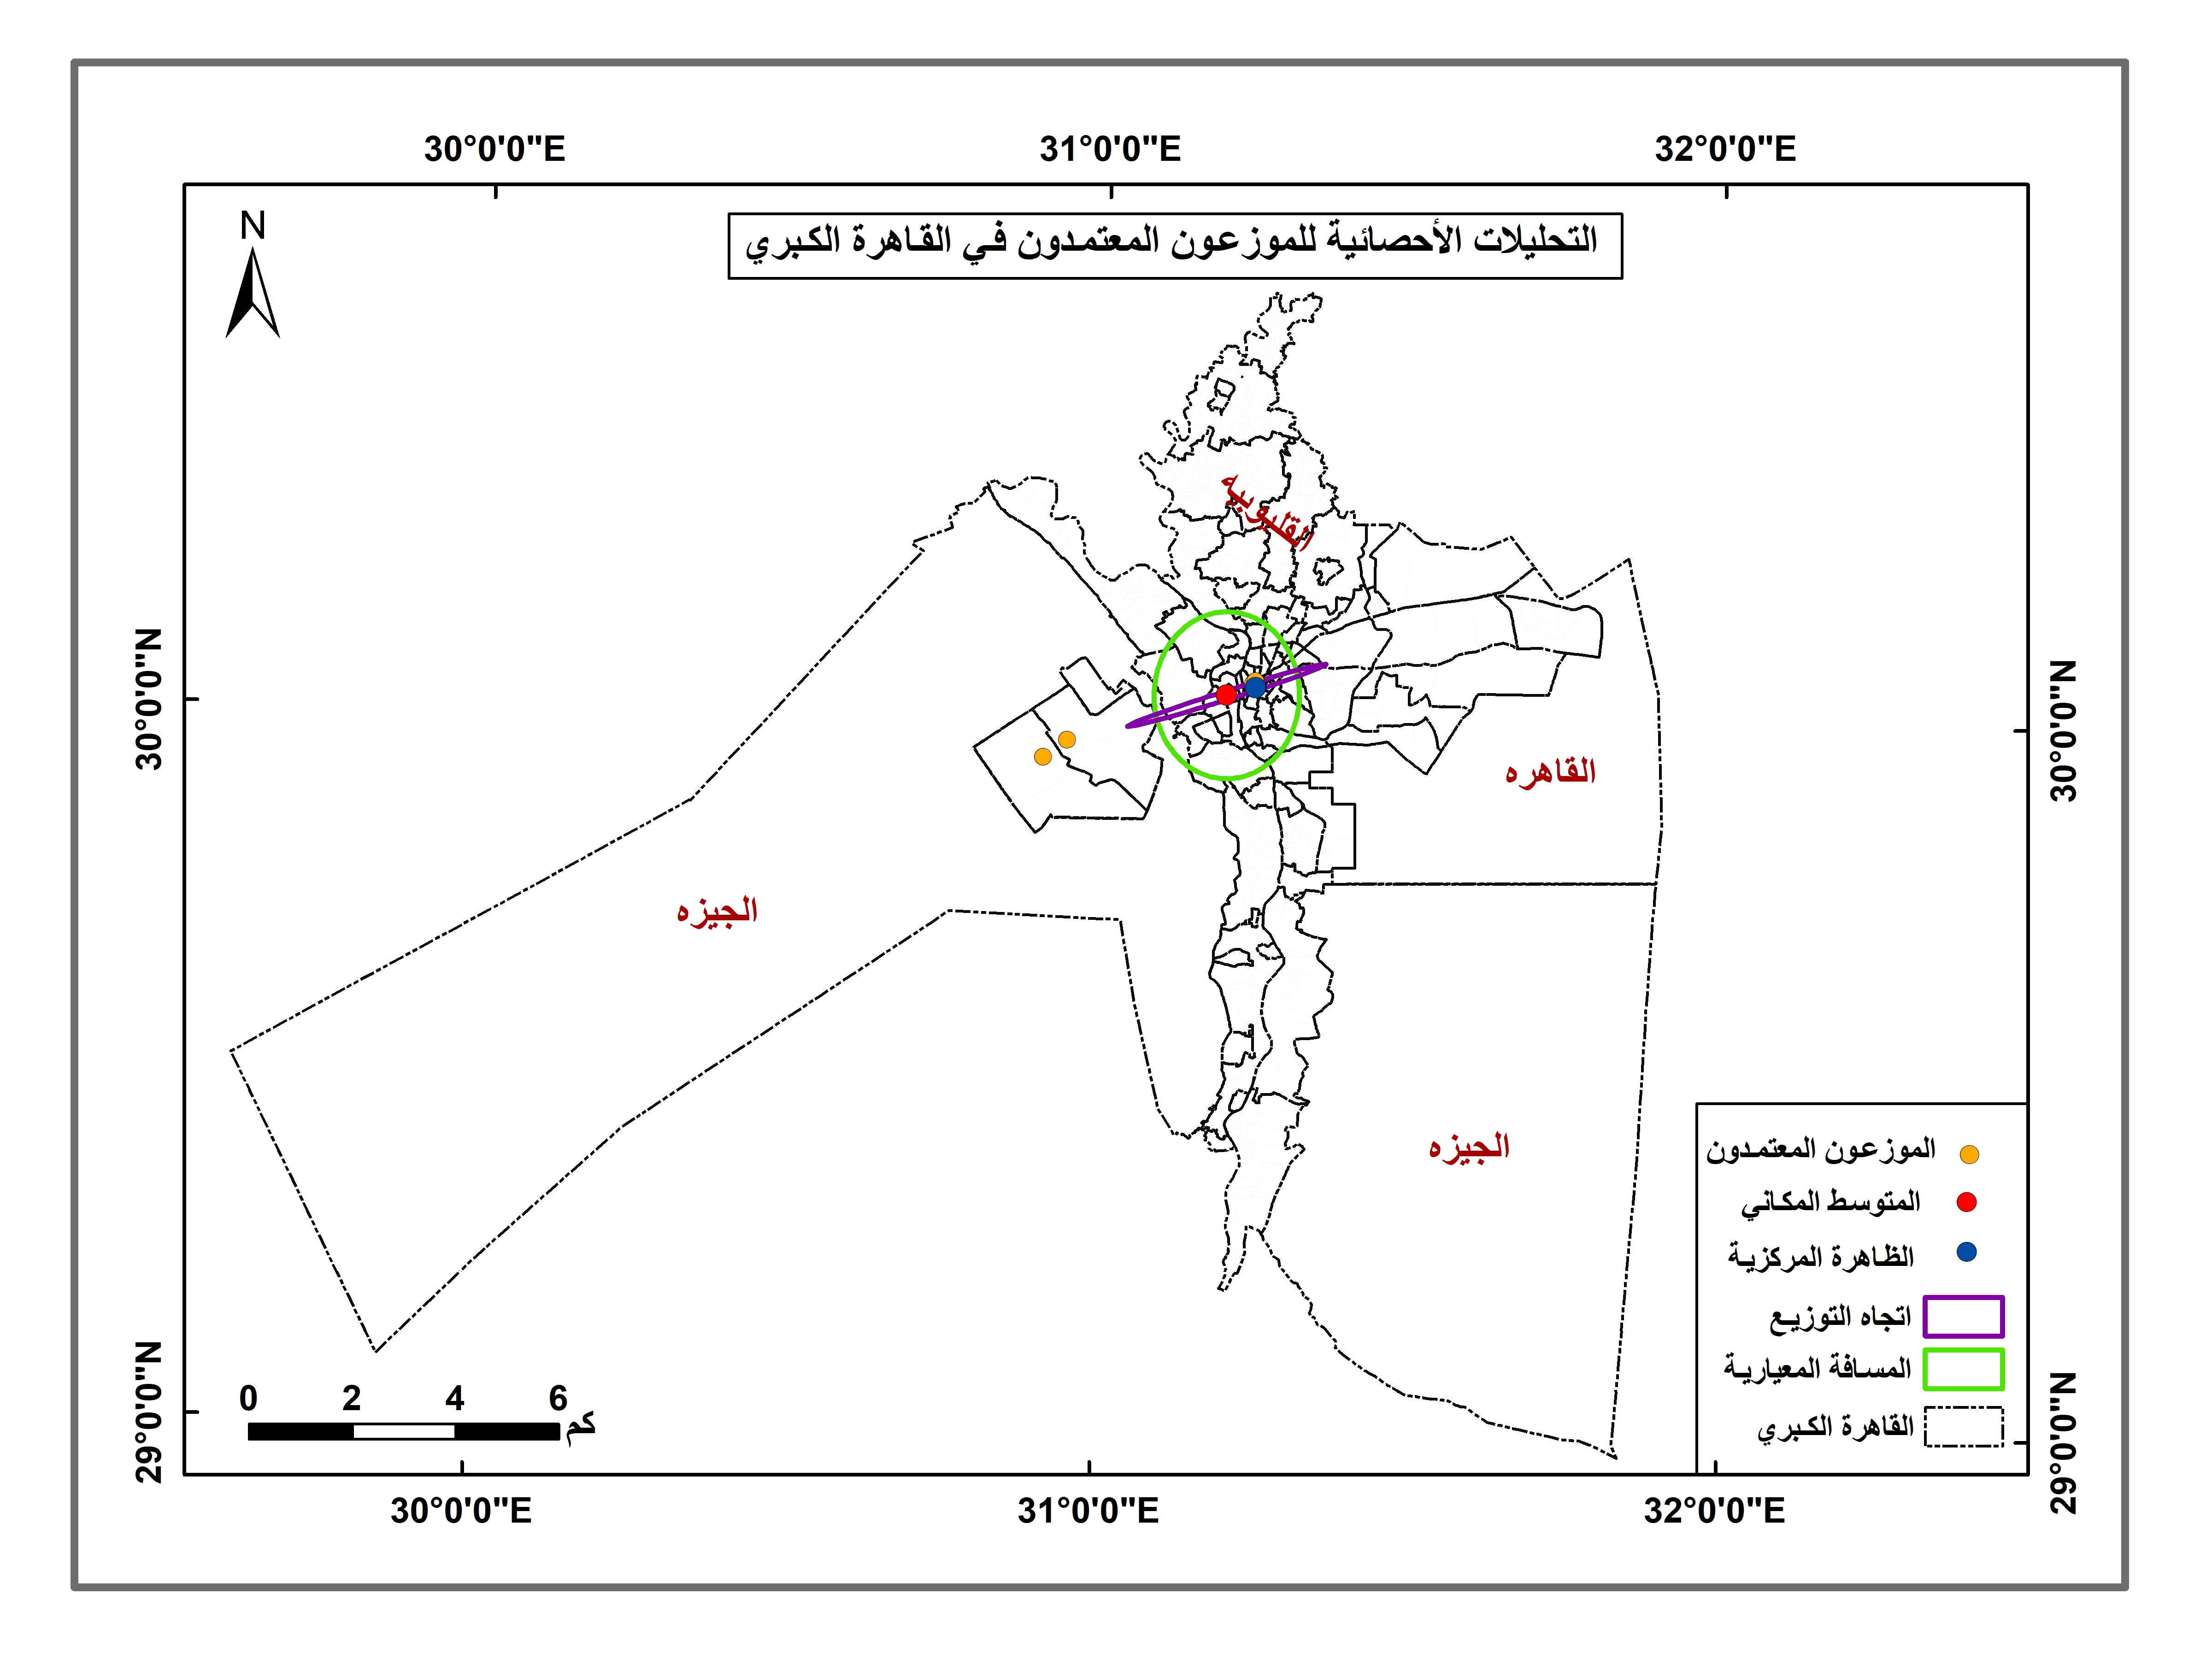 30°0'0"E
31°0'0"E
32°0'0"E
N
التحليلات الأحصائية للموزعون المعتمدون في القاهرة الكبري
القليوبيه
30°0'0"N
30°0'0"N
القاهره
الجيزه
الجيزه
الموزعون المعتمدون
المتوسط المكاني
الظاهرة المركزية
اتجاه التوزيع
المسافة المعيارية
القاهرة الكبري
0 2 4 6
كم
29°0'0"N
29°0'0"N
30°0'0"E
31°0'0"E
32°0'0"E